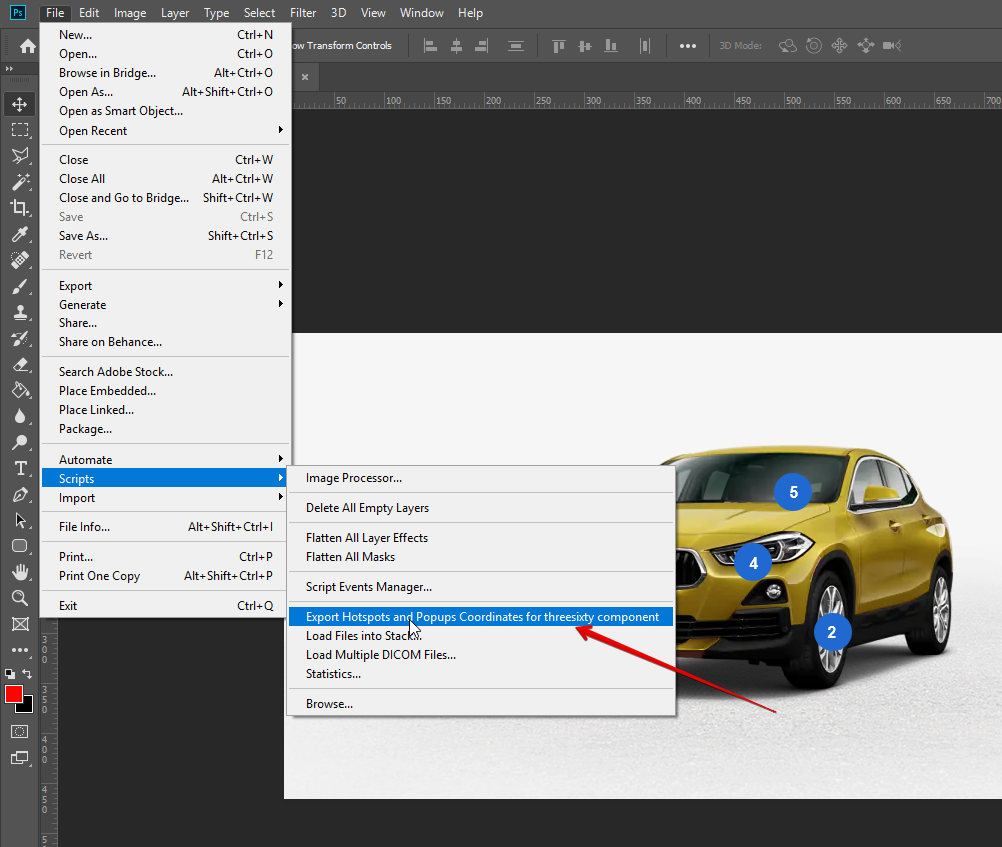 Ps File Edit Image Layer Type Select Filter 3D View Window Help
ow Transform Controls 3D Mode:
50 100 150 200 250 300 350 400 450 500 550 600 650 700
New... Ctrl+N
Open... Ctrl+O
Browse in Bridge... Alt+Ctrl+O
Open As... Alt+Shift+Ctrl+O
Open as Smart Object...
Open Recent
Close Ctrl+W
Close All Alt+Ctrl+W
Close and Go to Bridge... Shift+Ctrl+W
Save Ctrl+S
Save As... Shift+Ctrl+S
Revert F12
Export
Generate
Share...
Share on Behance...
Search Adobe Stock...
Place Embedded...
Place Linked...
Package...
Automate
Scripts
Import
File Info... Alt+Shift+Ctrl+I
Print... Ctrl+P
Print One Copy Alt+Shift+Ctrl+P
Exit Ctrl+Q
Image Processor...
Delete All Empty Layers
Flatten All Layer Effects
Flatten All Masks
Script Events Manager...
Export Hotspots and Popups Coordinates for threesixty component
Load Files into Stack...
Load Multiple DICOM Files...
Statistics...
Browse...
5
4
2
300
350
400
450
5